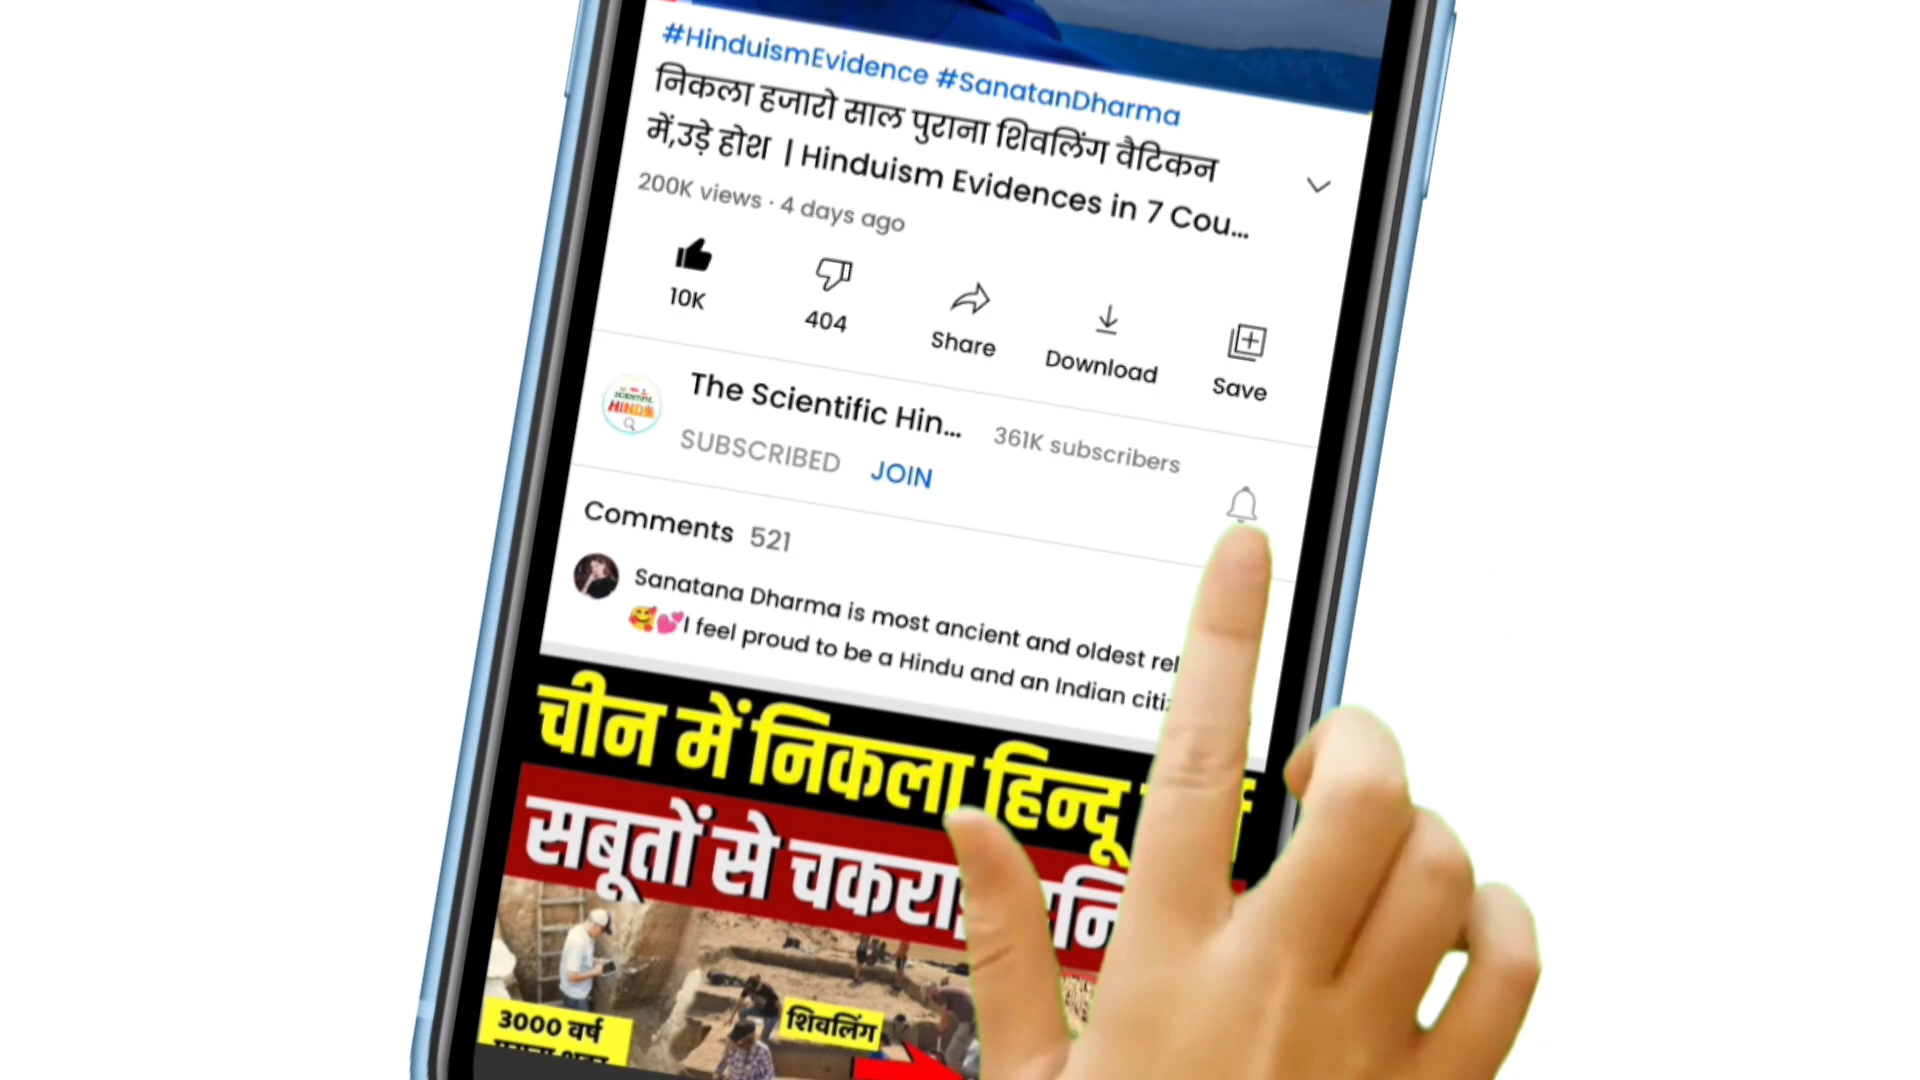 #HinduismEvidence #SanatanDharma
निकला हजारो साल पुराना शिवलिंग वैटिकन
में,उड़े होश | Hinduism Evidences in 7 Cou...
200K views · 4 days ago
10K
404
Share
Download
Save
SCIENTIFIC
HINDU
The Scientific Hin...
361K subscribers
SUBSCRIBED
JOIN
Comments 521
Sanatana Dharma is most ancient and oldest rel
🥰💕I feel proud to be a Hindu and an Indian citi
चीन में निकला हिन्दू
सबूतों से चकरा
3000 वर्ष
शिवलिंग